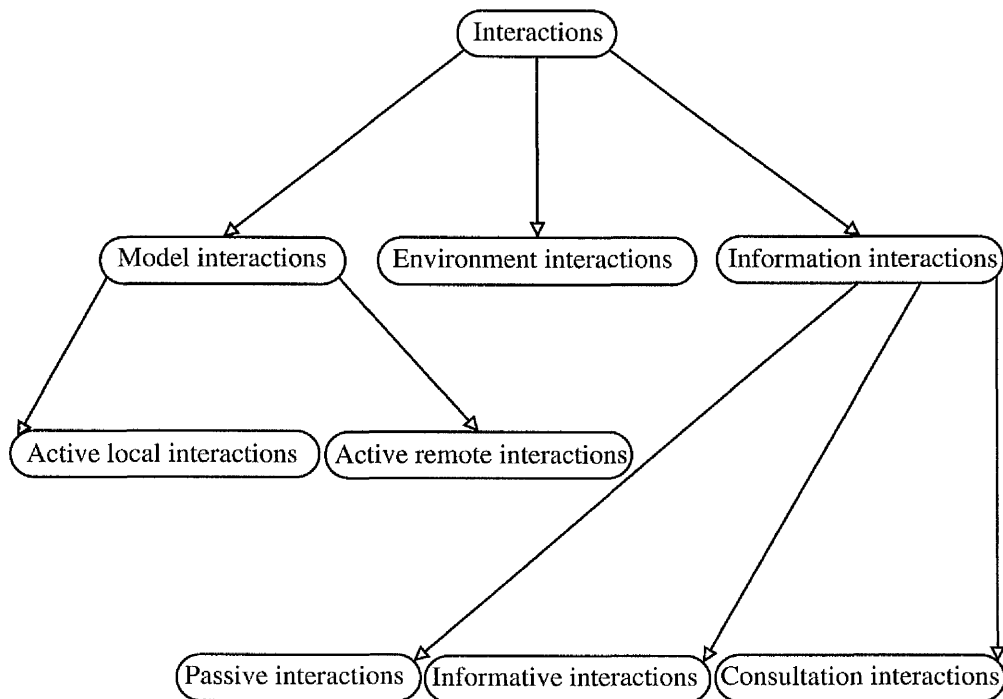 Interactions
Model interactions
Environment interactions
Information interactions
Active local interactions
Active remote interactions
Passive interactions
Informative interactions
Consultation interactions